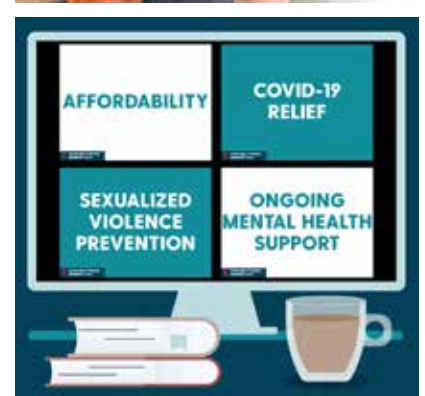 AFFORDABILITY
COVID-19
RELIEF
SEXUALIZED
VIOLENCE
PREVENTION
ONGOING
MENTAL HEALTH
SUPPORT